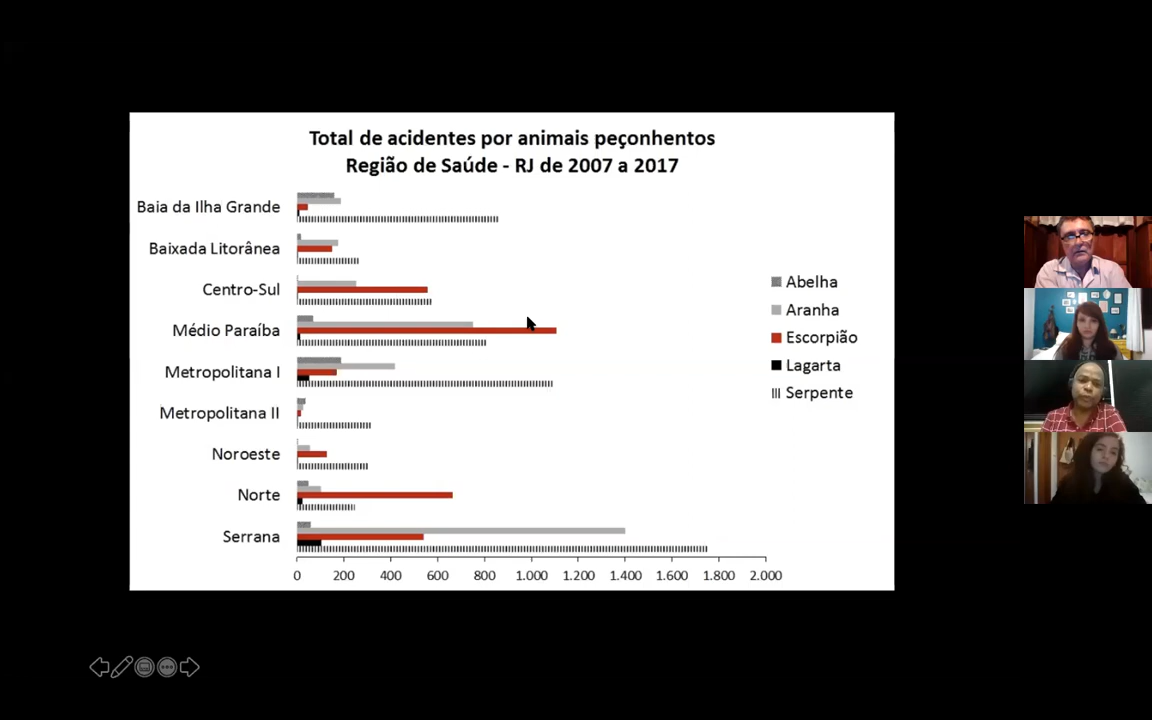 Total de acidentes por animais peçonhentos
Região de Saúde - RJ de 2007 a 2017
Baia da Ilha Grande
Baixada Litorânea
Centro-Sul
Médio Paraíba
Metropolitana I
Metropolitana II
Noroeste
Norte
Serrana
0 200 400 600 800 1.000 1.200 1.400 1.600 1.800 2.000
Abelha
Aranha
Escorpião
Lagarta
Serpente